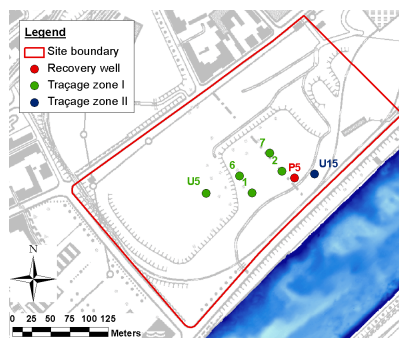 Legend
Site boundary
Recovery well
Traçage zone I
Traçage zone II
7
2
P5
U15
6
U5
1
N
0 25 50 75 100 125
Meters